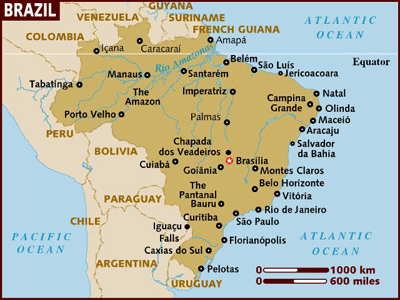 BRAZIL
GUYANA
VENEZUELA
SURINAME
FRENCH GUIANA
ATLANTIC
OCEAN
COLOMBIA
Içana
Caracaraí
Amapá
Rio Amazonas
Equator
Belém
São Luís
Jericoacoara
Manaus
Santarém
Tabatinga
The
Amazon
Imperatriz
Natal
Campina
Grande
Olinda
Porto Velho
Palmas
Maceió
Aracaju
PERU
Chapada
dos Veadeiros
Salvador
da Bahia
BOLIVIA
Cuiabá
Brasília
Goiânia
Montes Claros
The
Pantanal
Belo Horizonte
Bauru
Vitória
PARAGUAY
Rio de Janeiro
CHILE
Curitiba
São Paulo
Iguaçu
Falls
Florianópolis
PACIFIC
OCEAN
Caxias do Sul
ATLANTIC
OCEAN
ARGENTINA
Pelotas
URUGUAY
0
1000 km
0
600 miles